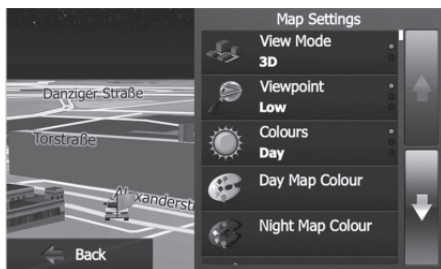 Map Settings
View Mode
3D
Viewpoint
Low
Colours
Day
Day Map Colour
Night Map Colour
Danziger Straße
Torstraße
Alexanderst
Back